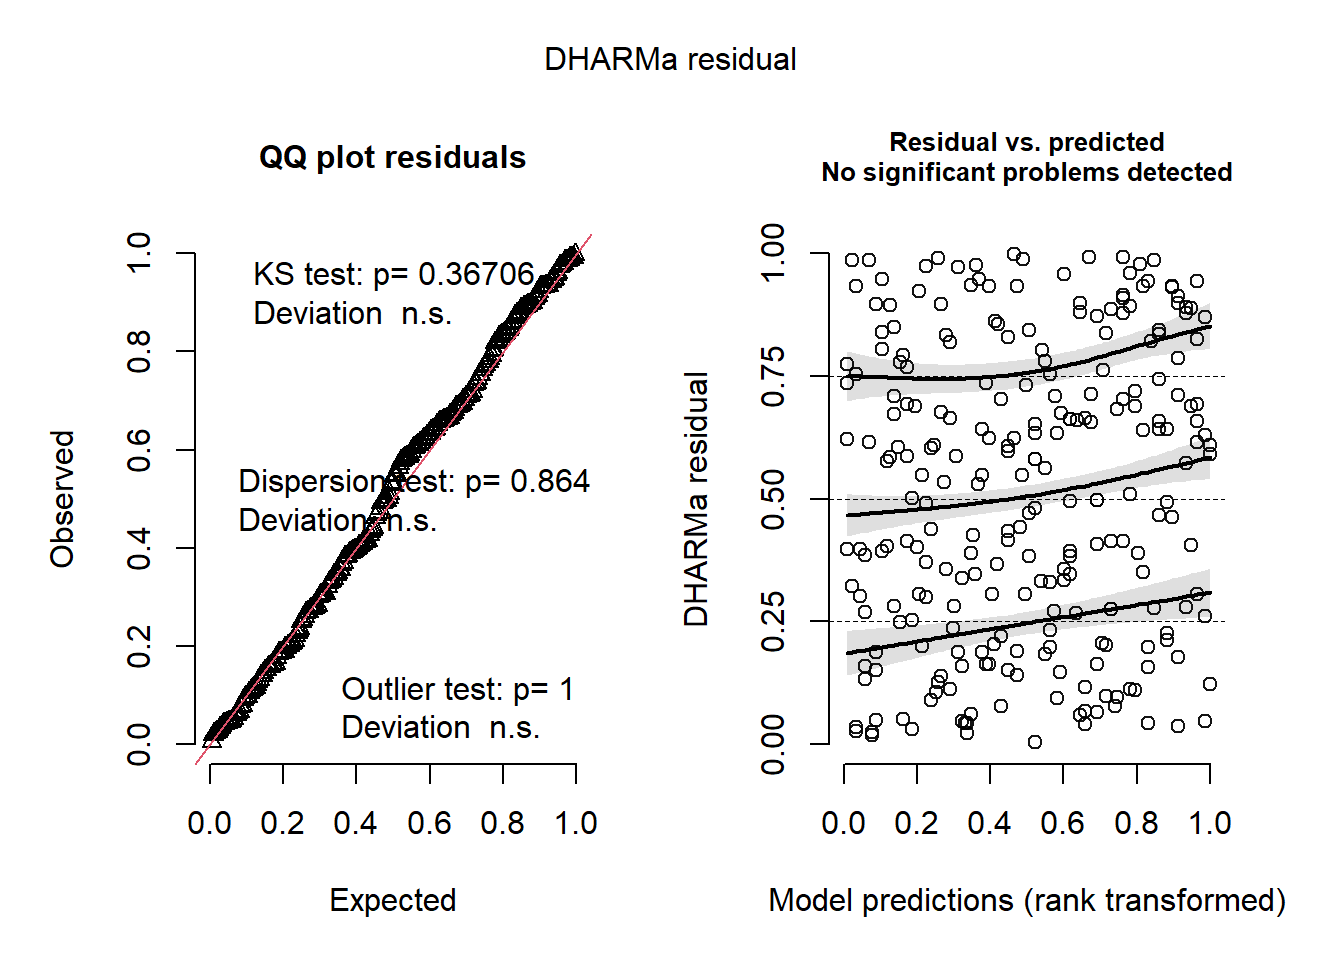 DHARMa residual
QQ plot residuals
KS test: p= 0.36706
Deviation  n.s.
Dispersion test: p= 0.864
Deviation  n.s.
Outlier test: p= 1
Deviation  n.s.
Observed
0.0
0.2
0.4
0.6
0.8
1.0
0.0 0.2 0.4 0.6 0.8 1.0
Expected
Residual vs. predicted
No significant problems detected
DHARMa residual
0.00
0.25
0.50
0.75
1.00
0.0 0.2 0.4 0.6 0.8 1.0
Model predictions (rank transformed)